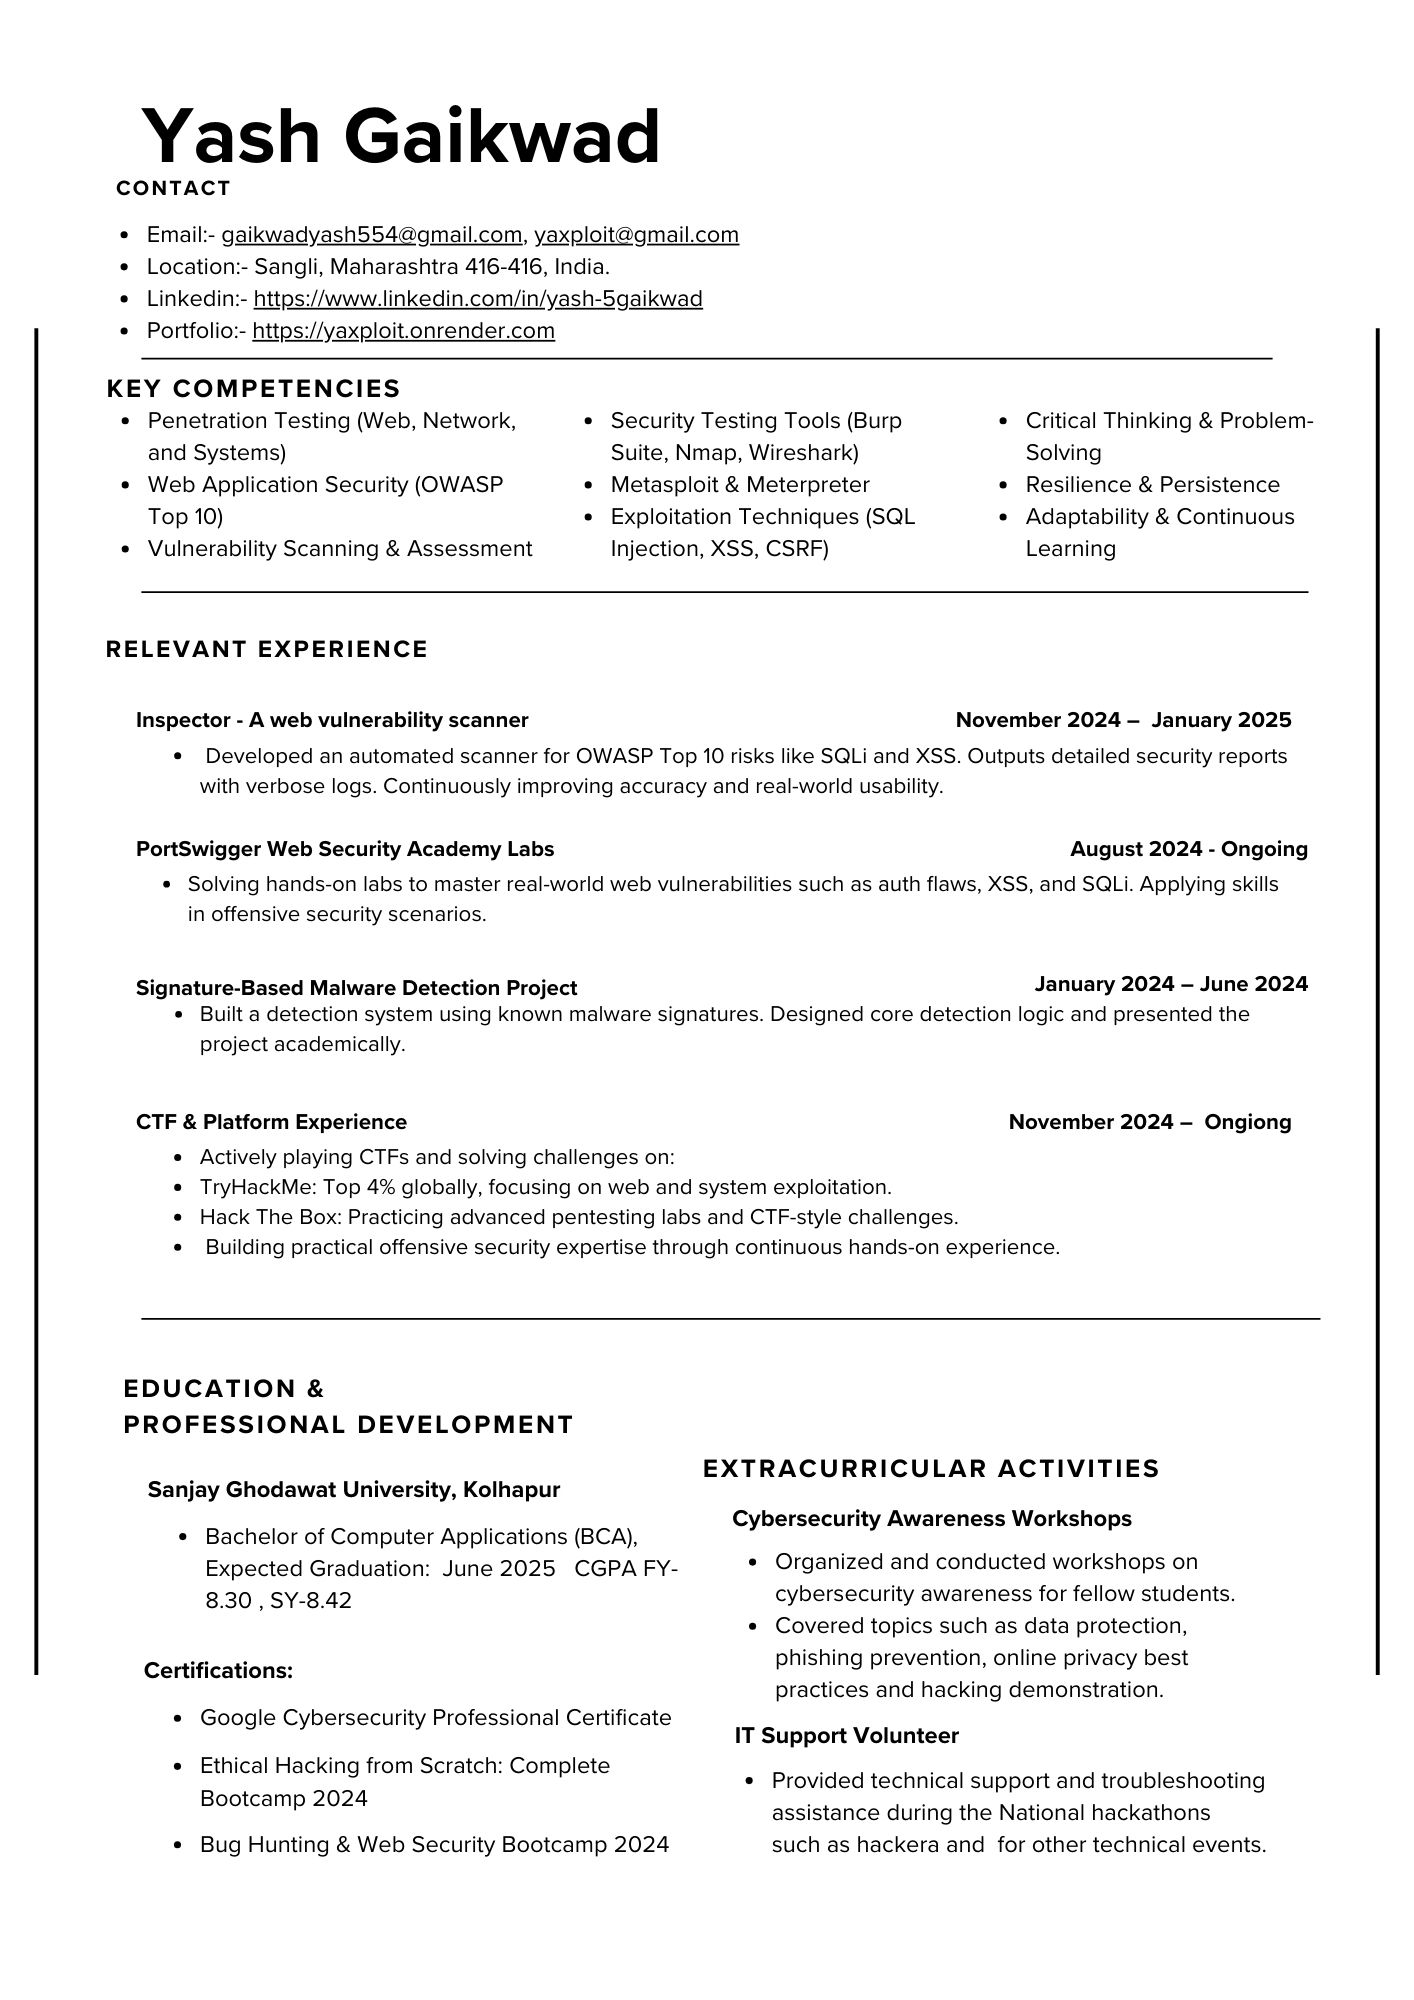 Yash Gaikwad
CONTACT
• Email:- gaikwadyash554@gmail.com, yaxploit@gmail.com
• Location:- Sangli, Maharashtra 416-416, India.
• Linkedin:- https://www.linkedin.com/in/yash-5gaikwad
• Portfolio:- https://yaxploit.onrender.com
KEY COMPETENCIES
• Penetration Testing (Web, Network,
and Systems)
• Web Application Security (OWASP
Top 10)
• Vulnerability Scanning & Assessment
• Security Testing Tools (Burp
Suite, Nmap, Wireshark)
• Metasploit & Meterpreter
• Exploitation Techniques (SQL
Injection, XSS, CSRF)
• Critical Thinking & Problem-
Solving
• Resilience & Persistence
• Adaptability & Continuous
Learning
RELEVANT EXPERIENCE
Inspector - A web vulnerability scanner November 2024 – January 2025
• Developed an automated scanner for OWASP Top 10 risks like SQLi and XSS. Outputs detailed security reports
with verbose logs. Continuously improving accuracy and real-world usability.
PortSwigger Web Security Academy Labs August 2024 - Ongoing
• Solving hands-on labs to master real-world web vulnerabilities such as auth flaws, XSS, and SQLi. Applying skills
in offensive security scenarios.
Signature-Based Malware Detection Project January 2024 – June 2024
• Built a detection system using known malware signatures. Designed core detection logic and presented the
project academically.
CTF & Platform Experience November 2024 – Ongiong
• Actively playing CTFs and solving challenges on:
• TryHackMe: Top 4% globally, focusing on web and system exploitation.
• Hack The Box: Practicing advanced pentesting labs and CTF-style challenges.
• Building practical offensive security expertise through continuous hands-on experience.
EDUCATION &
PROFESSIONAL DEVELOPMENT
Sanjay Ghodawat University, Kolhapur
• Bachelor of Computer Applications (BCA),
Expected Graduation: June 2025 CGPA FY-
8.30 , SY-8.42
Certifications:
• Google Cybersecurity Professional Certificate
• Ethical Hacking from Scratch: Complete
Bootcamp 2024
• Bug Hunting & Web Security Bootcamp 2024
EXTRACURRICULAR ACTIVITIES
Cybersecurity Awareness Workshops
• Organized and conducted workshops on
cybersecurity awareness for fellow students.
• Covered topics such as data protection,
phishing prevention, online privacy best
practices and hacking demonstration.
IT Support Volunteer
• Provided technical support and troubleshooting
assistance during the National hackathons
such as hackera and for other technical events.